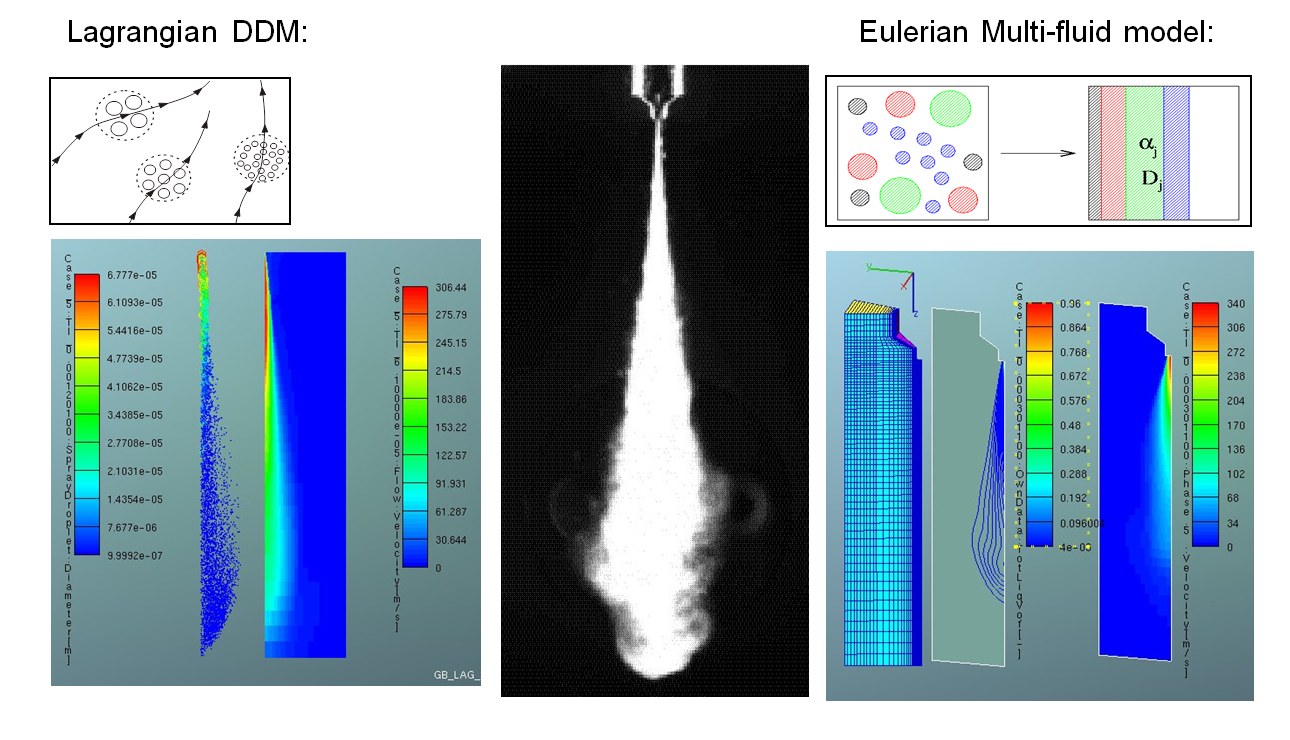 Lagrangian DDM:
Eulerian Multi-fluid model:
αj
Dj
6.777e-05
6.1093e-05
5.4416e-05
4.7739e-05
4.1062e-05
3.4385e-05
2.7708e-05
2.1031e-05
1.4354e-05
7.677e-06
9.9992e-07
306.44
275.79
245.15
214.5
183.86
153.22
122.57
91.931
61.287
30.644
0
GB_LAG_
y
x
z
0.96
0.864
0.768
0.672
0.576
0.48
0.384
0.288
0.192
340
306
272
238
204
170
136
102
68
34
0